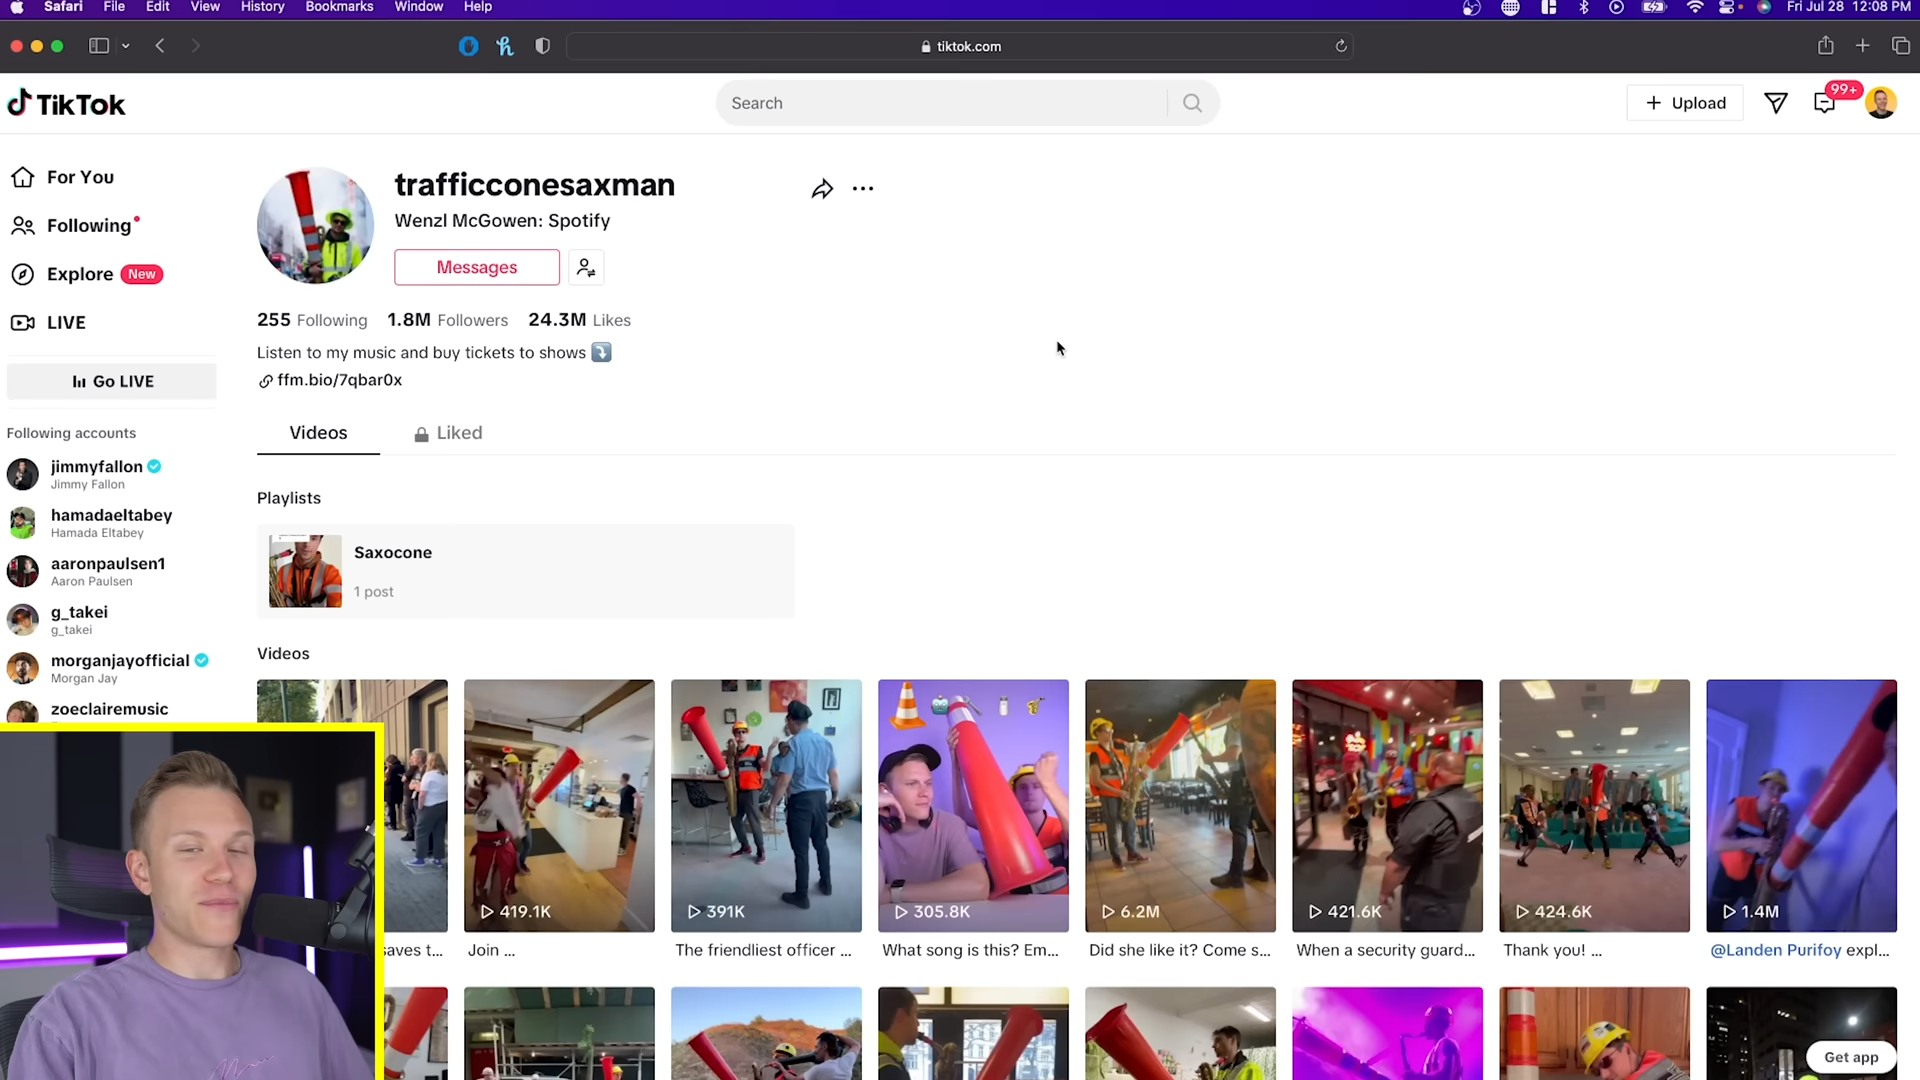 Safari File Edit View History Bookmarks Window Help Fri Jul 28 12:08 PM
tiktok.com
TikTok
Search
Upload
99+
For You
Following
Explore New
LIVE
Go LIVE
Following accounts
jimmyfallon
Jimmy Fallon
hamadaeltabey
Hamada Eltabey
aaronpaulsen1
Aaron Paulsen
g_takei
g_takei
morganjayofficial
Morgan Jay
zoeclairemusic
trafficconesaxman
Wenzl McGowen: Spotify
Messages
255 Following 1.8M Followers 24.3M Likes
Listen to my music and buy tickets to shows
ffm.bio/7qbar0x
Videos Liked
Playlists
Saxocone
1 post
Videos
419.1K 391K 305.8K 6.2M 421.6K 424.6K 1.4M
saves t... Join ... The friendliest officer ... What song is this? Em... Did she like it? Come s... When a security guard... Thank you! ... @Landen Purifoy expl...
Get app